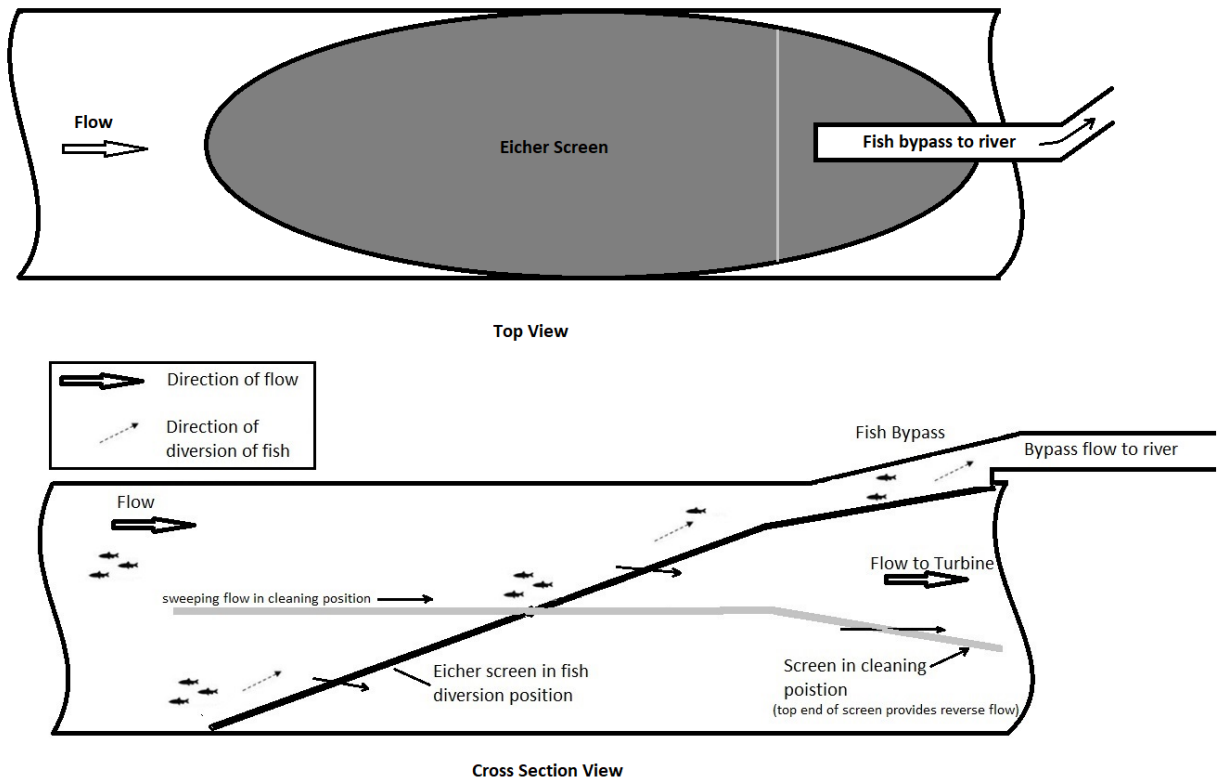 Flow
Eicher Screen
Fish bypass to river
Top View
Direction of flow
Direction of
diversion of fish
Fish Bypass
Bypass flow to river
Flow
Flow to Turbine
sweeping flow in cleaning position
Eicher screen in fish
diversion position
Screen in cleaning
poistion
(top end of screen provides reverse flow)
Cross Section View